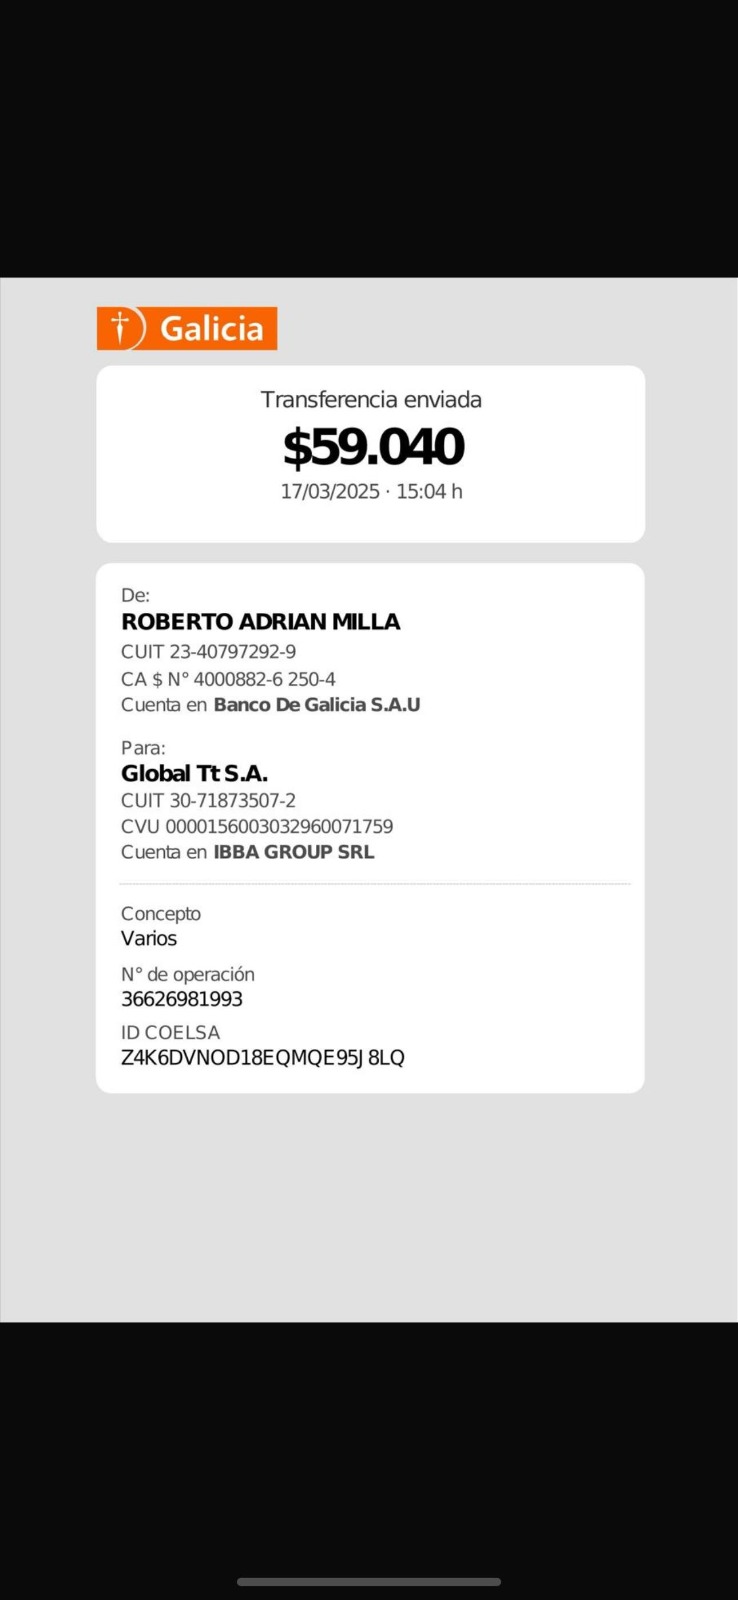 Galicia
Transferencia enviada
$59.040
17/03/2025 · 15:04 h
De:
ROBERTO ADRIAN MILLA
CUIT 23-40797292-9
CA $ N° 4000882-6 250-4
Cuenta en Banco De Galicia S.A.U
Para:
Global Tt S.A.
CUIT 30-71873507-2
CVU 0000156003032960071759
Cuenta en IBBA GROUP SRL
Concepto
Varios
N° de operación
36626981993
ID COELSA
Z4K6DVNOD18EQMQE95J8LQ